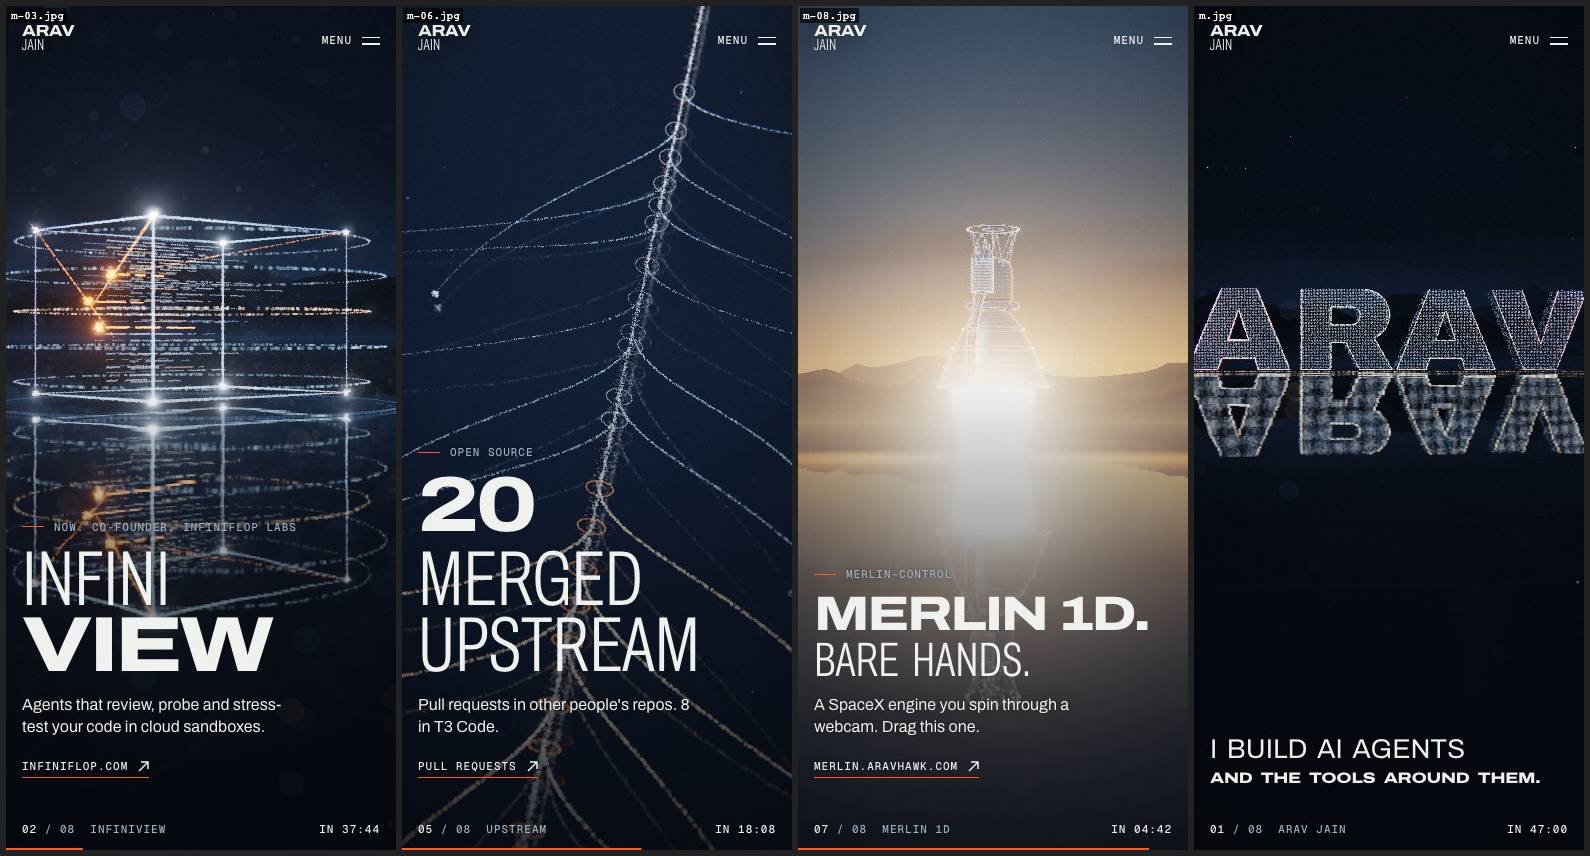 m-03.jpg
ARAV
JAIN
MENU
NOW. CO-FOUNDER, INFINIFLOP LABS
INFINI
VIEW
Agents that review, probe and stress-
test your code in cloud sandboxes.
INFINIFLOP.COM
02 / 08 INFINIVIEW
IN 37:44
m-06.jpg
ARAV
JAIN
MENU
OPEN SOURCE
20
MERGED
UPSTREAM
Pull requests in other people's repos. 8
in T3 Code.
PULL REQUESTS
05 / 08 UPSTREAM
IN 18:08
m-08.jpg
ARAV
JAIN
MENU
MERLIN-CONTROL
MERLIN 1D.
BARE HANDS.
A SpaceX engine you spin through a
webcam. Drag this one.
MERLIN.ARAVHAWK.COM
07 / 08 MERLIN 1D
IN 04:42
m.jpg
ARAV
JAIN
MENU
ARAV
I BUILD AI AGENTS
AND THE TOOLS AROUND THEM.
01 / 08 ARAV JAIN
IN 47:00